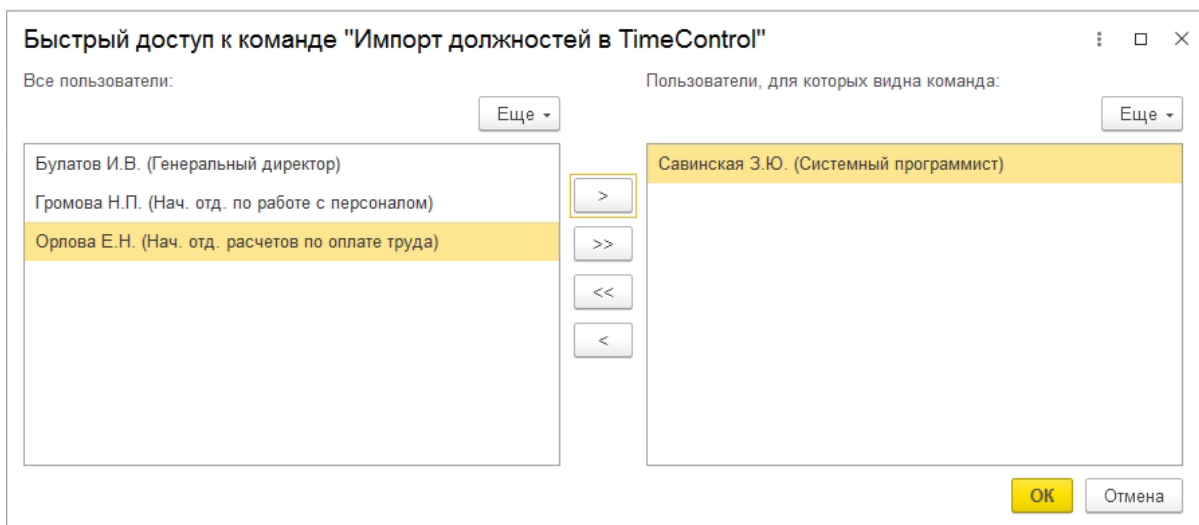 Быстрый доступ к команде "Импорт должностей в TimeControl"
Все пользователи:
Пользователи, для которых видна команда:
Еще
Еще
Булатов И.В. (Генеральный директор)
Громова Н.П. (Нач. отд. по работе с персоналом)
Орлова Е.Н. (Нач. отд. расчетов по оплате труда)
>
>>
<<
<
Савинская З.Ю. (Системный программист)
ОК
Отмена